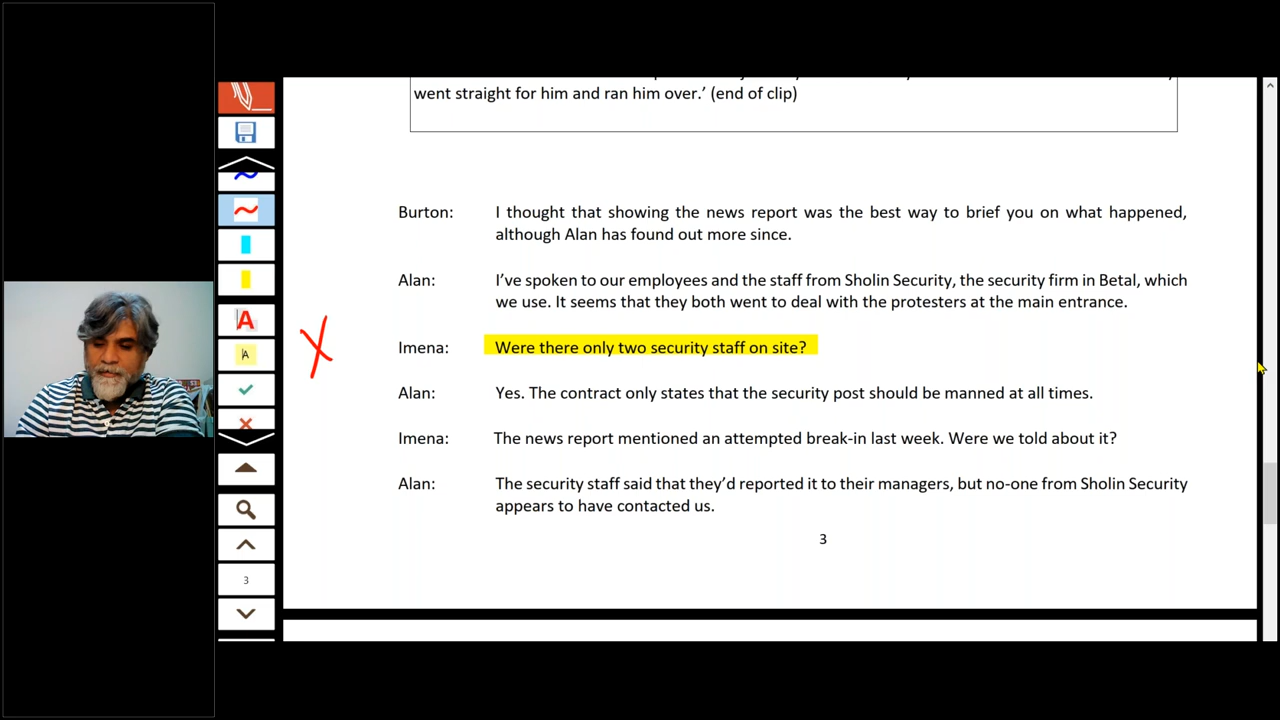 went straight for him and ran him over.’ (end of clip)
Burton: I thought that showing the news report was the best way to brief you on what happened,
although Alan has found out more since.
Alan: I’ve spoken to our employees and the staff from Sholin Security, the security firm in Betal, which
we use. It seems that they both went to deal with the protesters at the main entrance.
Imena: Were there only two security staff on site?
Alan: Yes. The contract only states that the security post should be manned at all times.
Imena: The news report mentioned an attempted break-in last week. Were we told about it?
Alan: The security staff said that they’d reported it to their managers, but no-one from Sholin Security
appears to have contacted us.
3
A
A
3